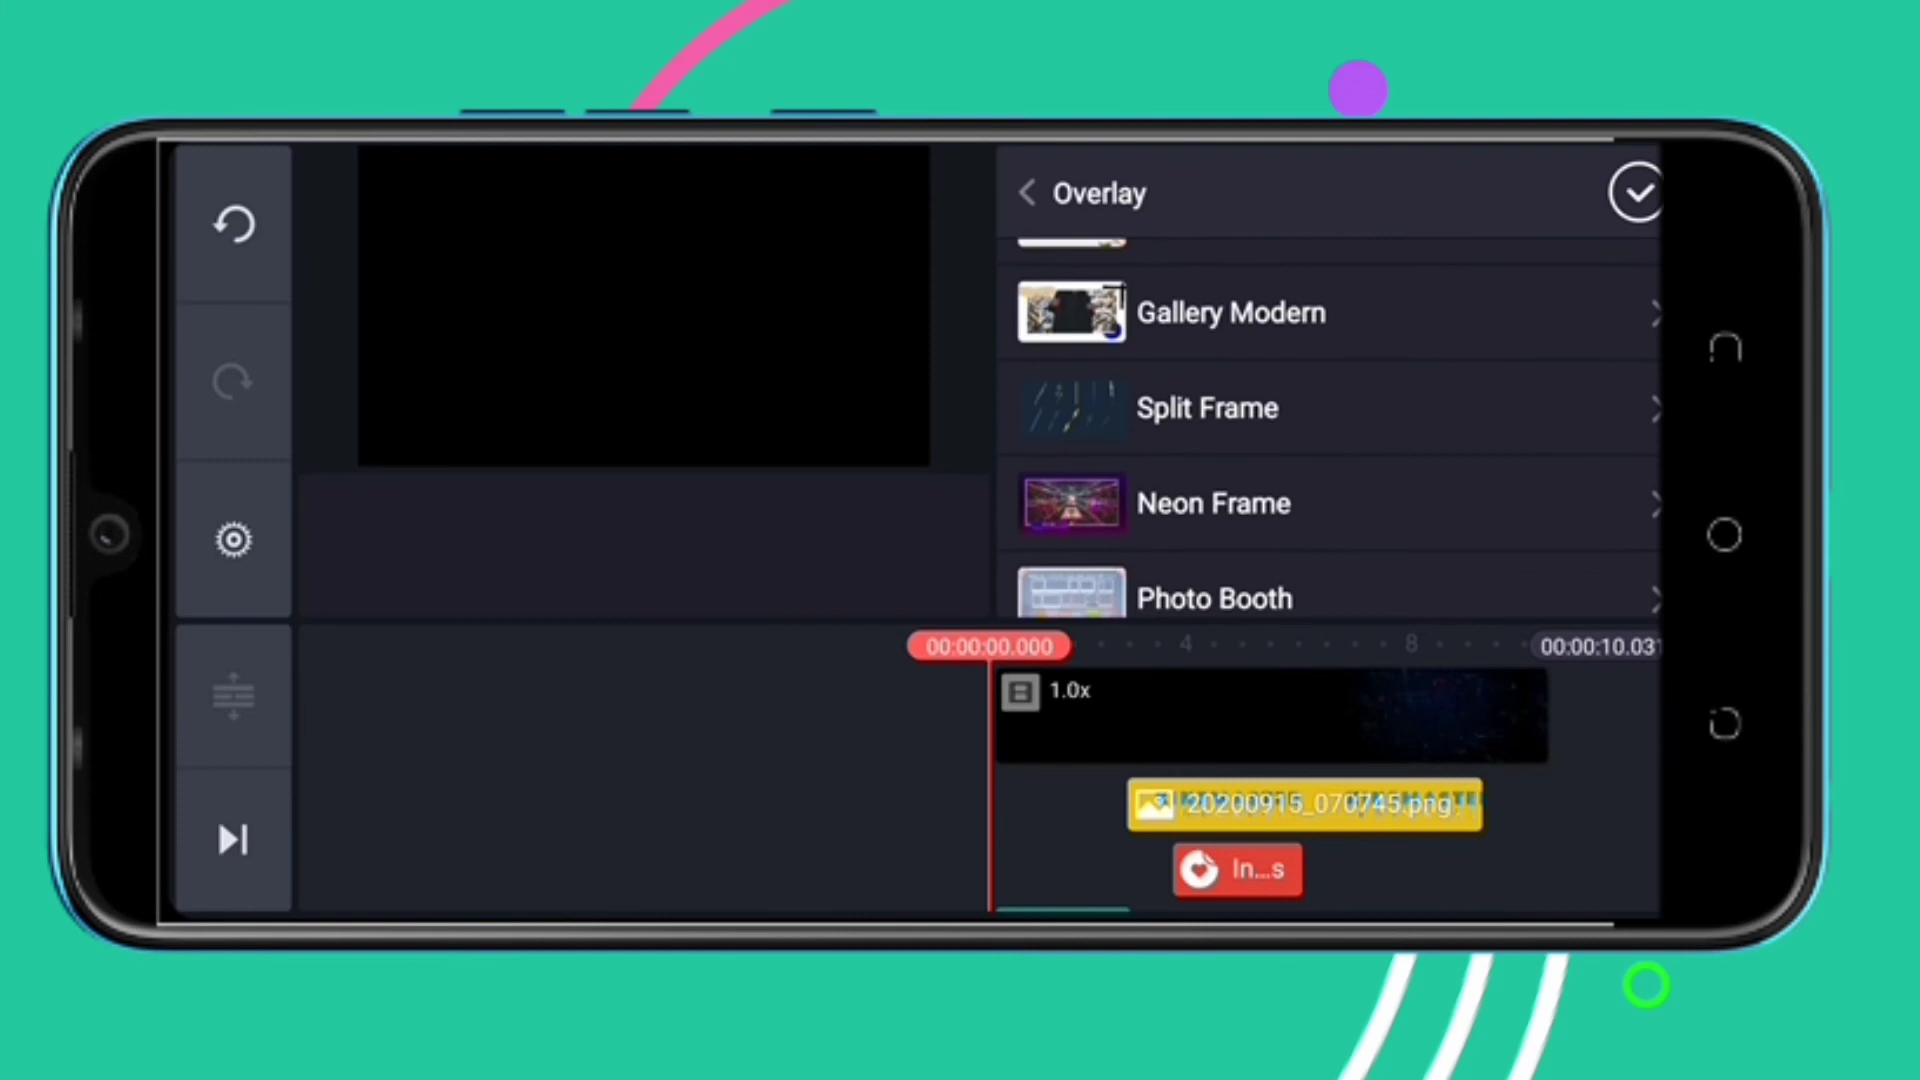 Overlay
Gallery Modern
Split Frame
Neon Frame
Photo Booth
00:00:00.000
4
8
00:00:10.031
1.0x
20200915_070745.png
In...s